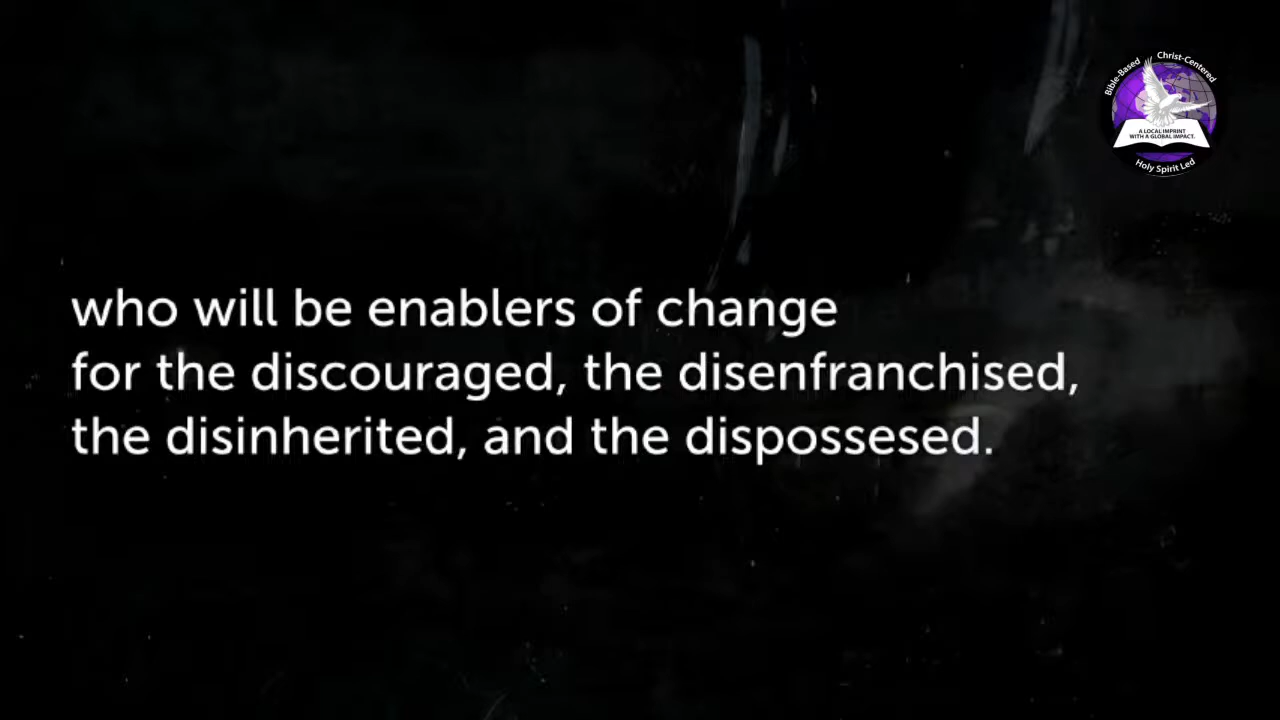 Bible-Based Christ-Centered
A LOCAL IMPRINT
WITH A GLOBAL IMPACT.
Holy Spirit Led
who will be enablers of change
for the discouraged, the disenfranchised,
the disinherited, and the dispossesed.